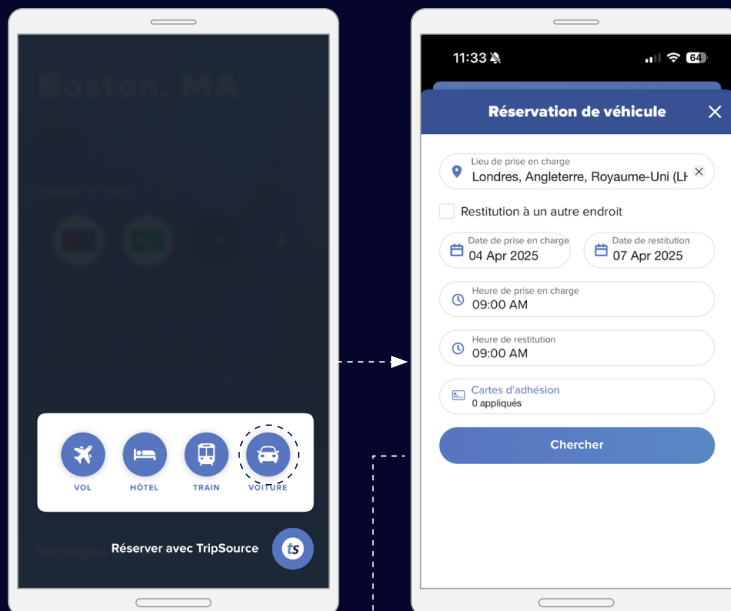 Boston, MA
VOL
HÔTEL
TRAIN
VOITURE
Réserver avec TripSource
ts
11:33
64
Réservation de véhicule
Lieu de prise en charge
Londres, Angleterre, Royaume-Uni (LH
Restitution à un autre endroit
Date de prise en charge
04 Apr 2025
Date de restitution
07 Apr 2025
Heure de prise en charge
09:00 AM
Heure de restitution
09:00 AM
Cartes d'adhésion
0 appliqués
Chercher